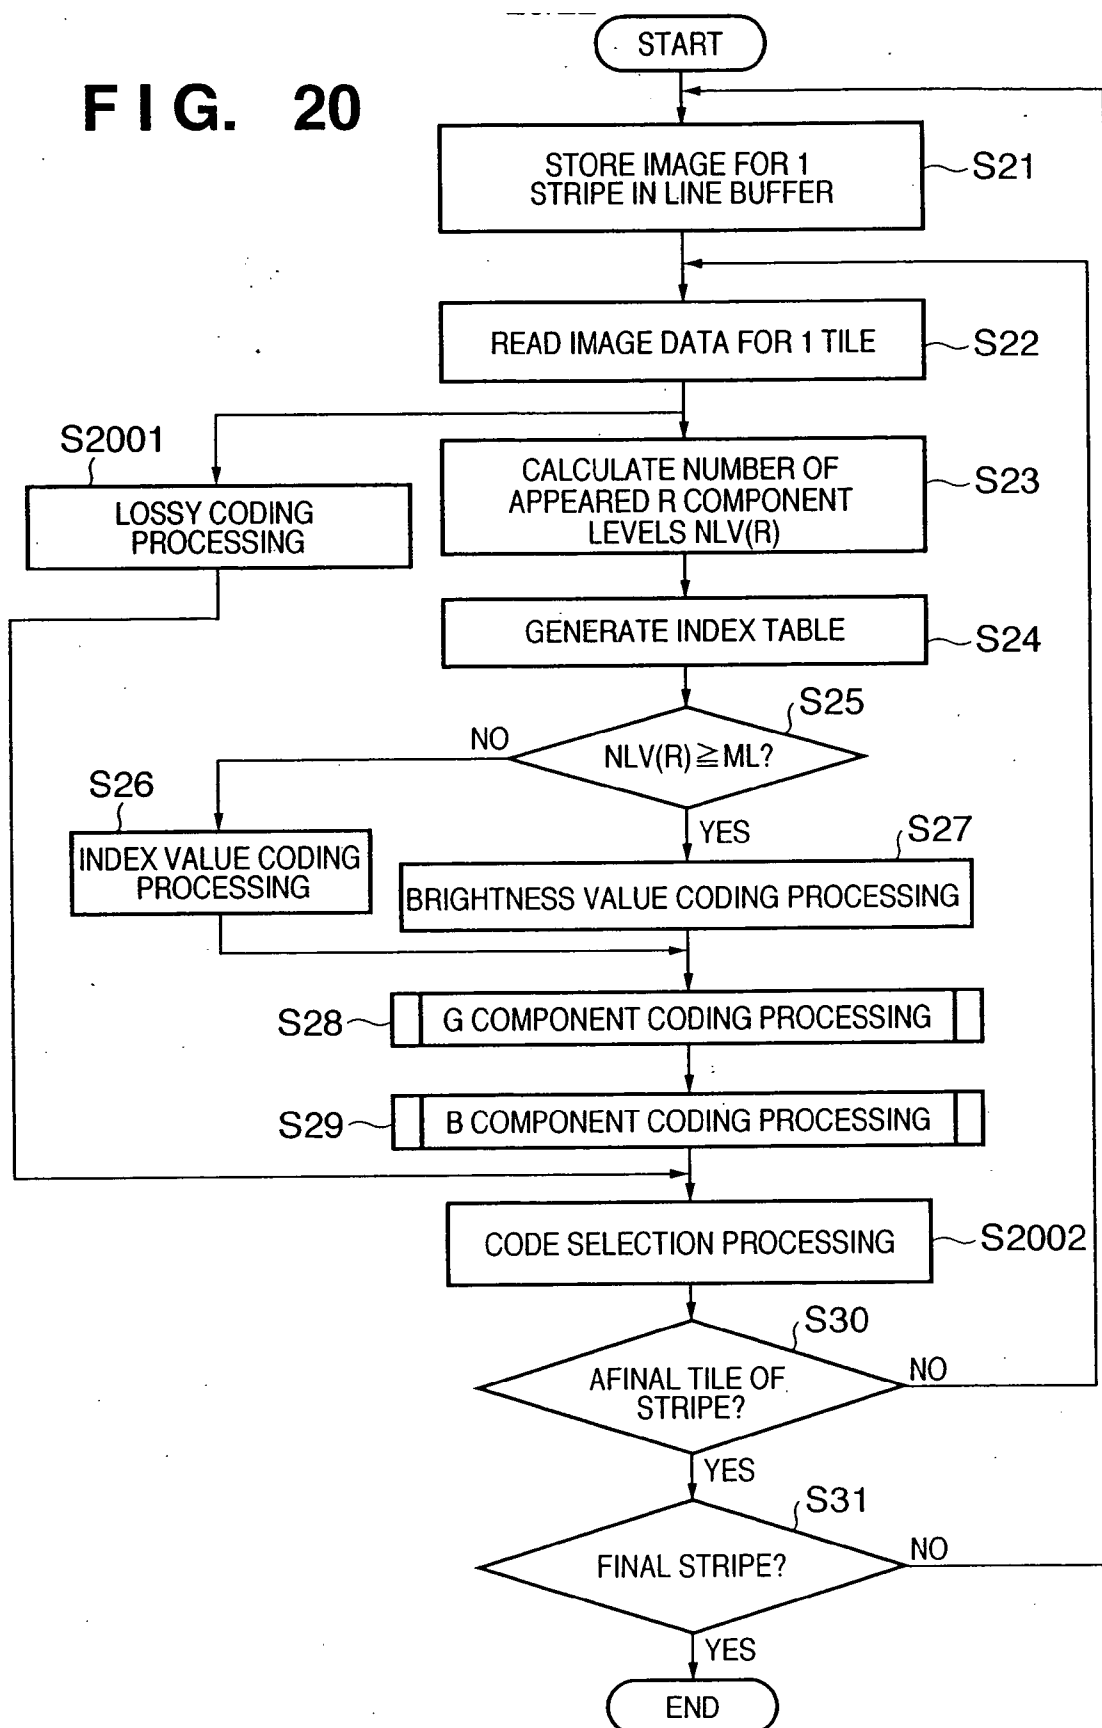 START
FIG. 20
STORE IMAGE FOR 1
STRIPE IN LINE BUFFER
S21
READ IMAGE DATA FOR 1 TILE
S22
S2001
LOSSY CODING
PROCESSING
CALCULATE NUMBER OF
APPEARED R COMPONENT
LEVELS NLV(R)
S23
GENERATE INDEX TABLE
S24
S25
NO
NLV(R)≧ML?
S26
YES
S27
INDEX VALUE CODING
PROCESSING
BRIGHTNESS VALUE CODING PROCESSING
S28
G COMPONENT CODING PROCESSING
S29
B COMPONENT CODING PROCESSING
CODE SELECTION PROCESSING
S2002
S30
AFINAL TILE OF
STRIPE?
NO
YES
S31
FINAL STRIPE?
NO
YES
END